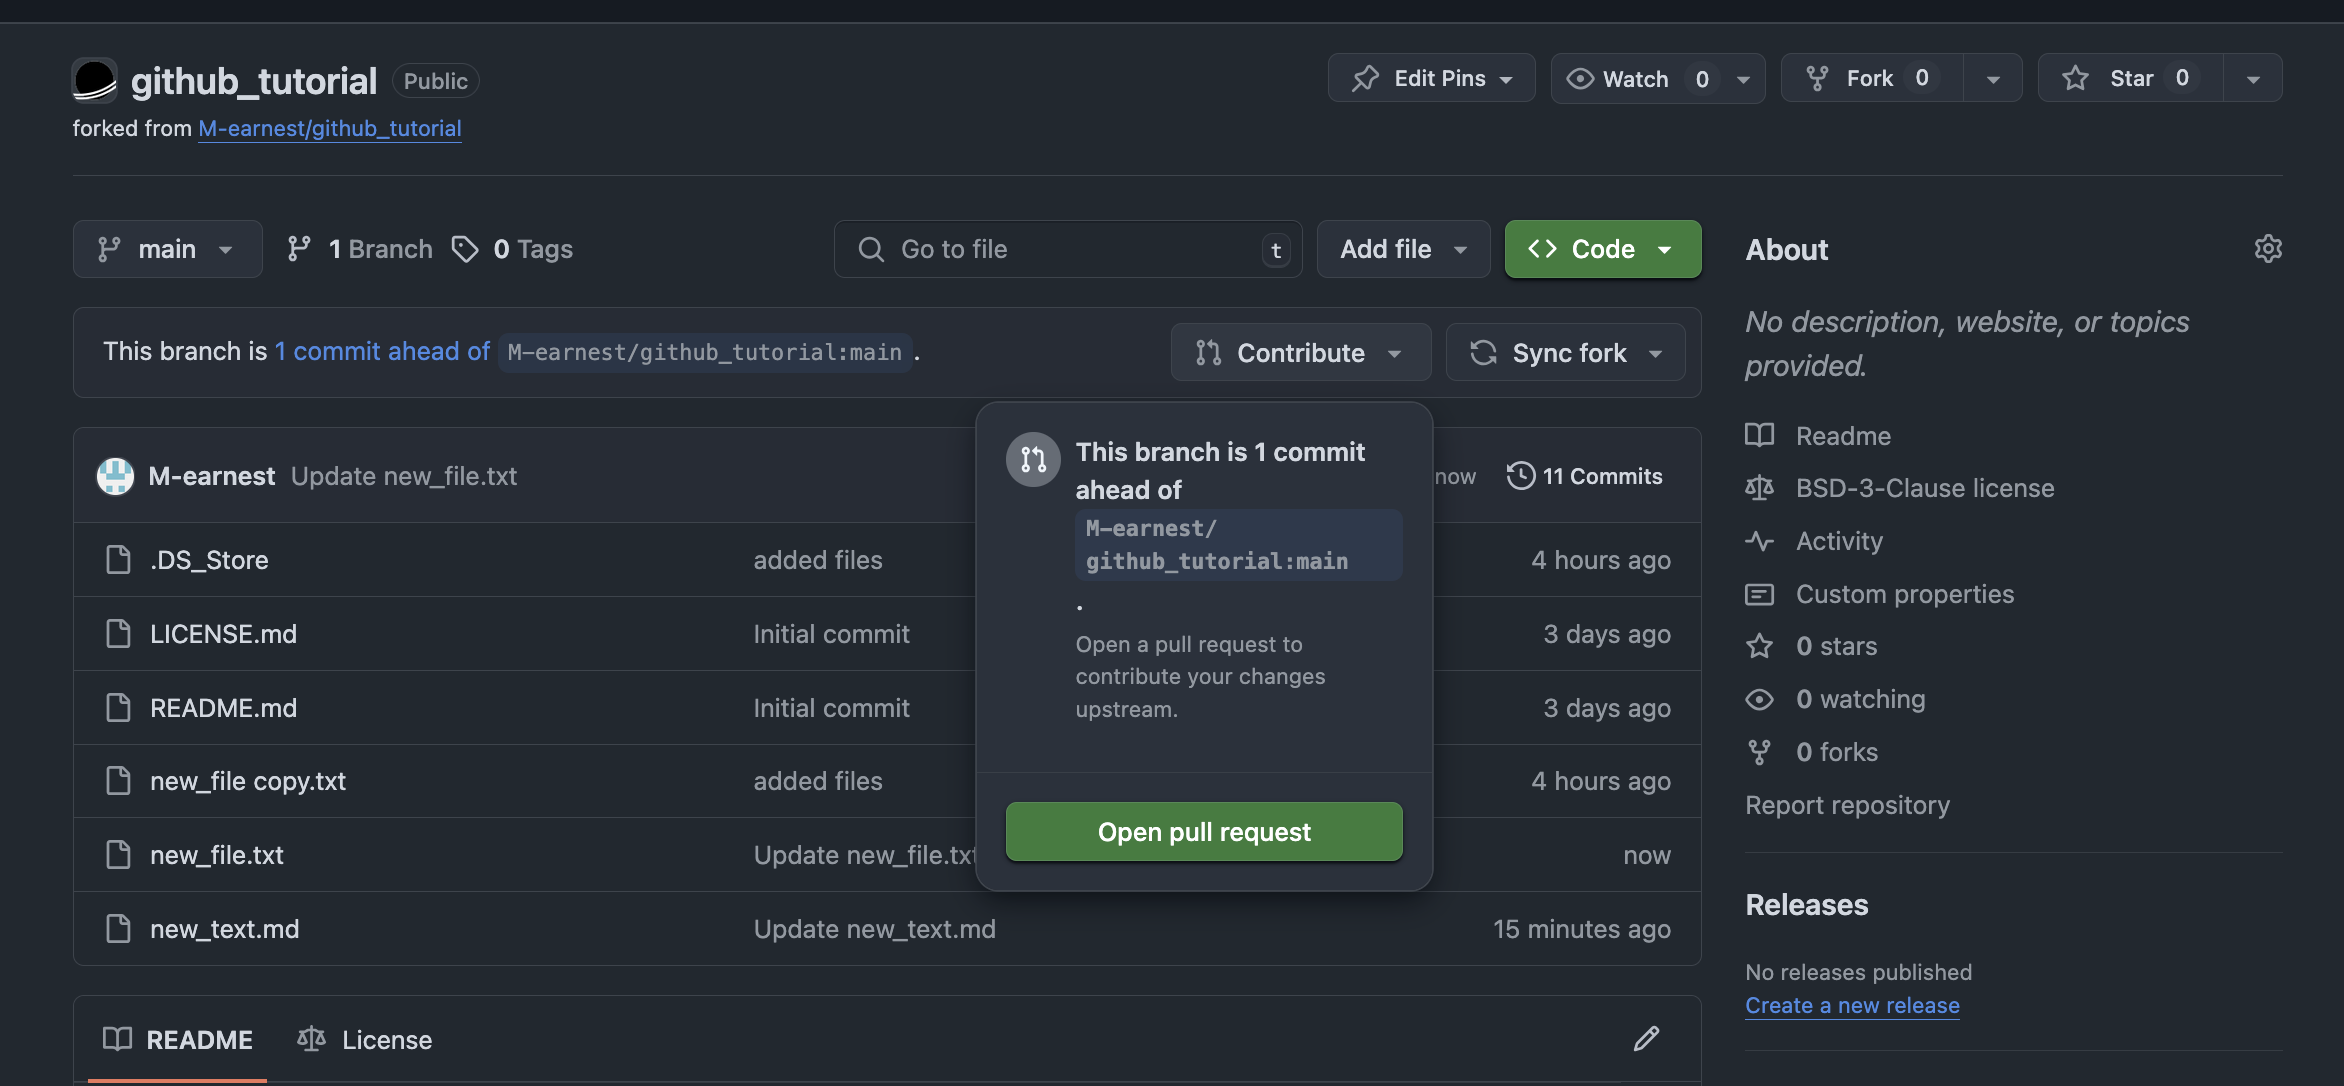 github_tutorial Public
Edit Pins
Watch 0
Fork 0
Star 0
forked from M-earnest/github_tutorial
main
1 Branch
0 Tags
Go to file t
Add file
Code
This branch is 1 commit ahead of M-earnest/github_tutorial:main .
Contribute
Sync fork
This branch is 1 commit
ahead of
M-earnest/
github_tutorial:main
.
Open a pull request to
contribute your changes
upstream.
Open pull request
M-earnest Update new_file.txt now 11 Commits
.DS_Store added files 4 hours ago
LICENSE.md Initial commit 3 days ago
README.md Initial commit 3 days ago
new_file copy.txt added files 4 hours ago
new_file.txt Update new_file.txt now
new_text.md Update new_text.md 15 minutes ago
README
License
About
No description, website, or topics
provided.
Readme
BSD-3-Clause license
Activity
Custom properties
0 stars
0 watching
0 forks
Report repository
Releases
No releases published
Create a new release